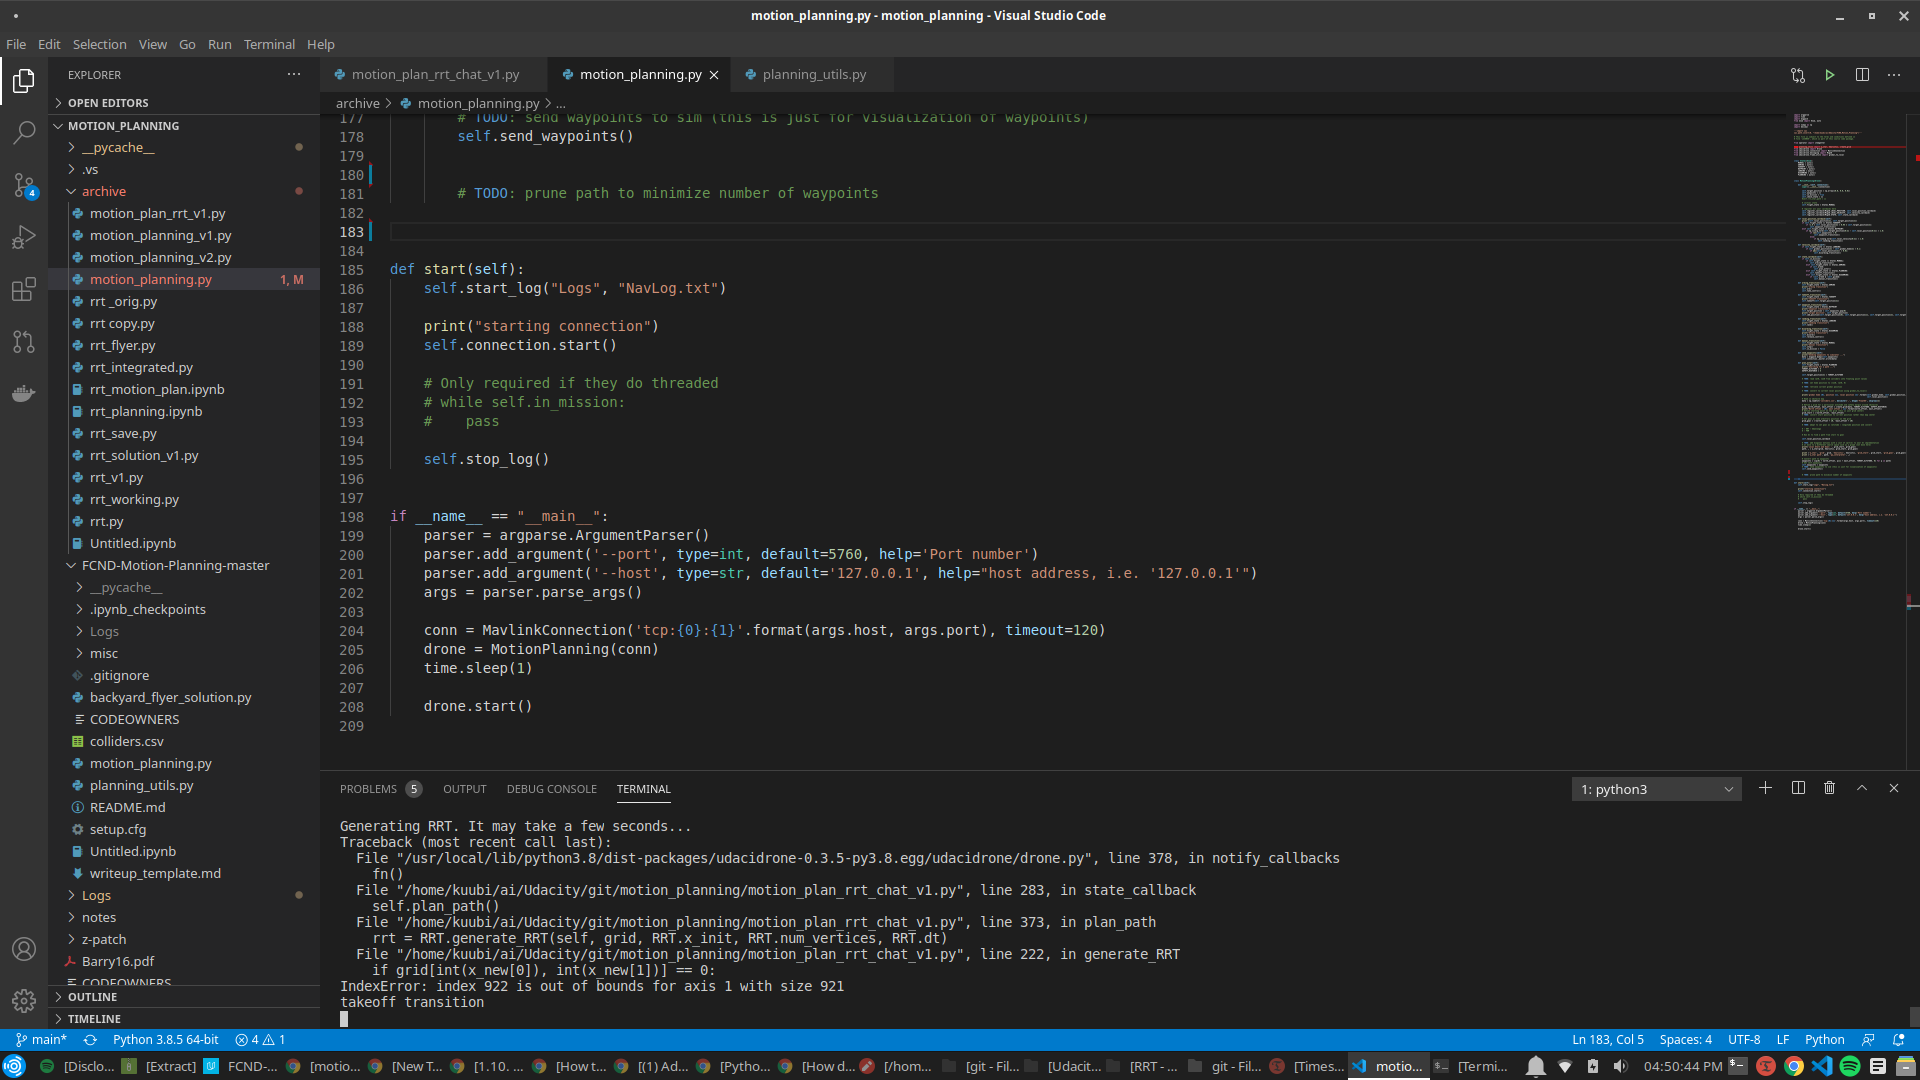 motion_planning.py - motion_planning - Visual Studio Code
File Edit Selection View Go Run Terminal Help
EXPLORER
OPEN EDITORS
MOTION_PLANNING
__pycache__
.vs
archive
motion_plan_rrt_v1.py
motion_planning_v1.py
motion_planning_v2.py
motion_planning.py 1, M
rrt _orig.py
rrt copy.py
rrt_flyer.py
rrt_integrated.py
rrt_motion_plan.ipynb
rrt_planning.ipynb
rrt_save.py
rrt_solution_v1.py
rrt_v1.py
rrt_working.py
rrt.py
Untitled.ipynb
FCND-Motion-Planning-master
__pycache__
.ipynb_checkpoints
Logs
misc
.gitignore
backyard_flyer_solution.py
CODEOWNERS
colliders.csv
motion_planning.py
planning_utils.py
README.md
setup.cfg
Untitled.ipynb
writeup_template.md
Logs
notes
z-patch
Barry16.pdf
CODEOWNERS
OUTLINE
TIMELINE
4
motion_plan_rrt_chat_v1.py motion_planning.py planning_utils.py
archive > motion_planning.py > ...
177 # TODO: send waypoints to sim (this is just for visualization of waypoints)
178 self.send_waypoints()
179
180
181 # TODO: prune path to minimize number of waypoints
182
183
184
185 def start(self):
186 self.start_log("Logs", "NavLog.txt")
187
188 print("starting connection")
189 self.connection.start()
190
191 # Only required if they do threaded
192 # while self.in_mission:
193 #    pass
194
195 self.stop_log()
196
197
198 if __name__ == "__main__":
199 parser = argparse.ArgumentParser()
200 parser.add_argument('--port', type=int, default=5760, help='Port number')
201 parser.add_argument('--host', type=str, default='127.0.0.1', help="host address, i.e. '127.0.0.1'")
202 args = parser.parse_args()
203
204 conn = MavlinkConnection('tcp:{0}:{1}'.format(args.host, args.port), timeout=120)
205 drone = MotionPlanning(conn)
206 time.sleep(1)
207
208 drone.start()
209
PROBLEMS 5 OUTPUT DEBUG CONSOLE TERMINAL 1: python3
Generating RRT. It may take a few seconds...
Traceback (most recent call last):
File "/usr/local/lib/python3.8/dist-packages/udacidrone-0.3.5-py3.8.egg/udacidrone/drone.py", line 378, in notify_callbacks
fn()
File "/home/kuubi/ai/Udacity/git/motion_planning/motion_plan_rrt_chat_v1.py", line 283, in state_callback
self.plan_path()
File "/home/kuubi/ai/Udacity/git/motion_planning/motion_plan_rrt_chat_v1.py", line 373, in plan_path
rrt = RRT.generate_RRT(self, grid, RRT.x_init, RRT.num_vertices, RRT.dt)
File "/home/kuubi/ai/Udacity/git/motion_planning/motion_plan_rrt_chat_v1.py", line 222, in generate_RRT
if grid[int(x_new[0]), int(x_new[1])] == 0:
IndexError: index 922 is out of bounds for axis 1 with size 921
takeoff transition
main* Python 3.8.5 64-bit 4 1 Ln 183, Col 5 Spaces: 4 UTF-8 LF Python
[Disclo... [Extract] FCND-... [motio... [New T... [1.10. ... [How t... [(1) Ad... [Pytho... [How d... [/hom... [git - Fil... [Udacit... [RRT - ... git - Fil... [Times... motio... [Termi... 04:50:44 PM